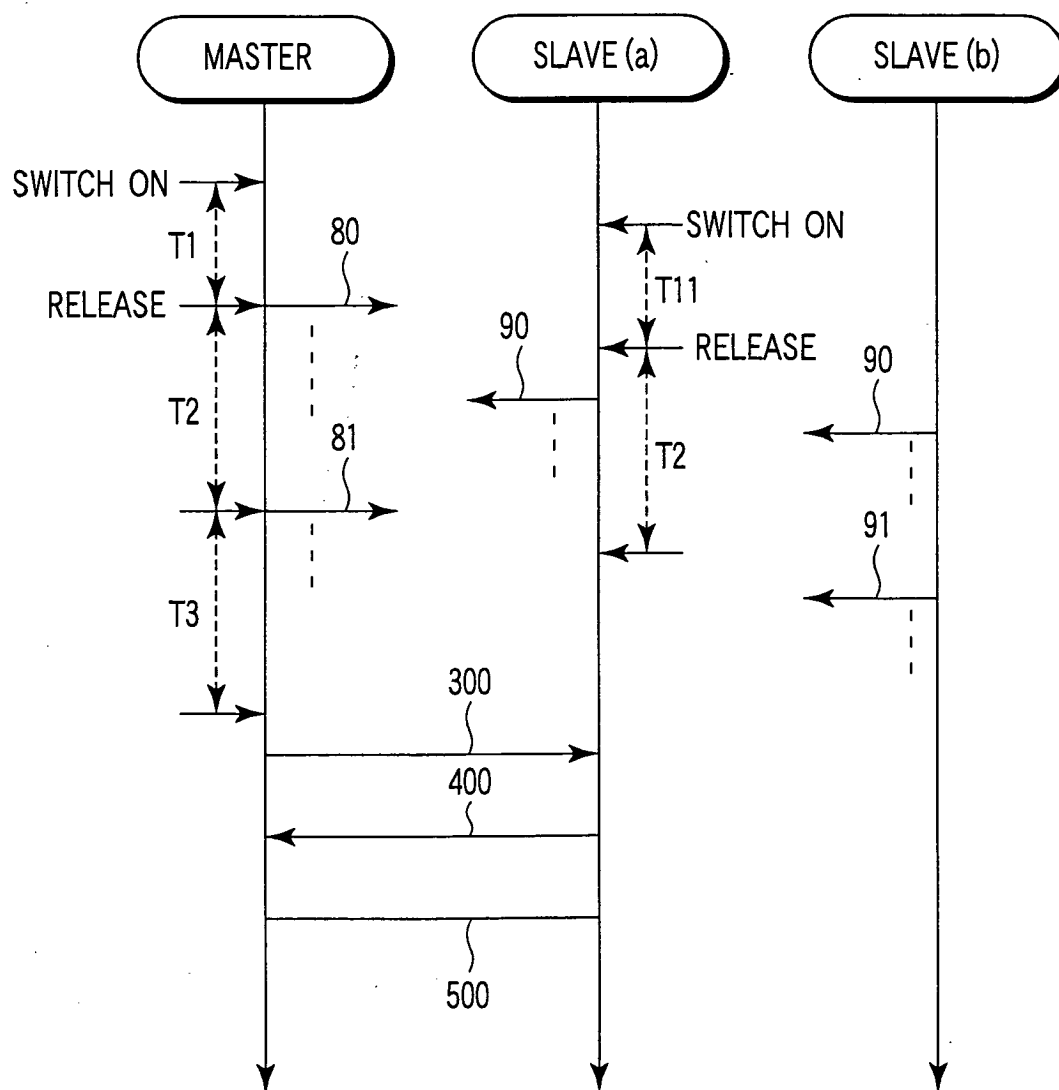 MASTER
SLAVE (a)
SLAVE (b)
SWITCH ON
SWITCH ON
T1
80
T11
RELEASE
90
RELEASE
90
T2
81
T2
91
T3
300
400
500